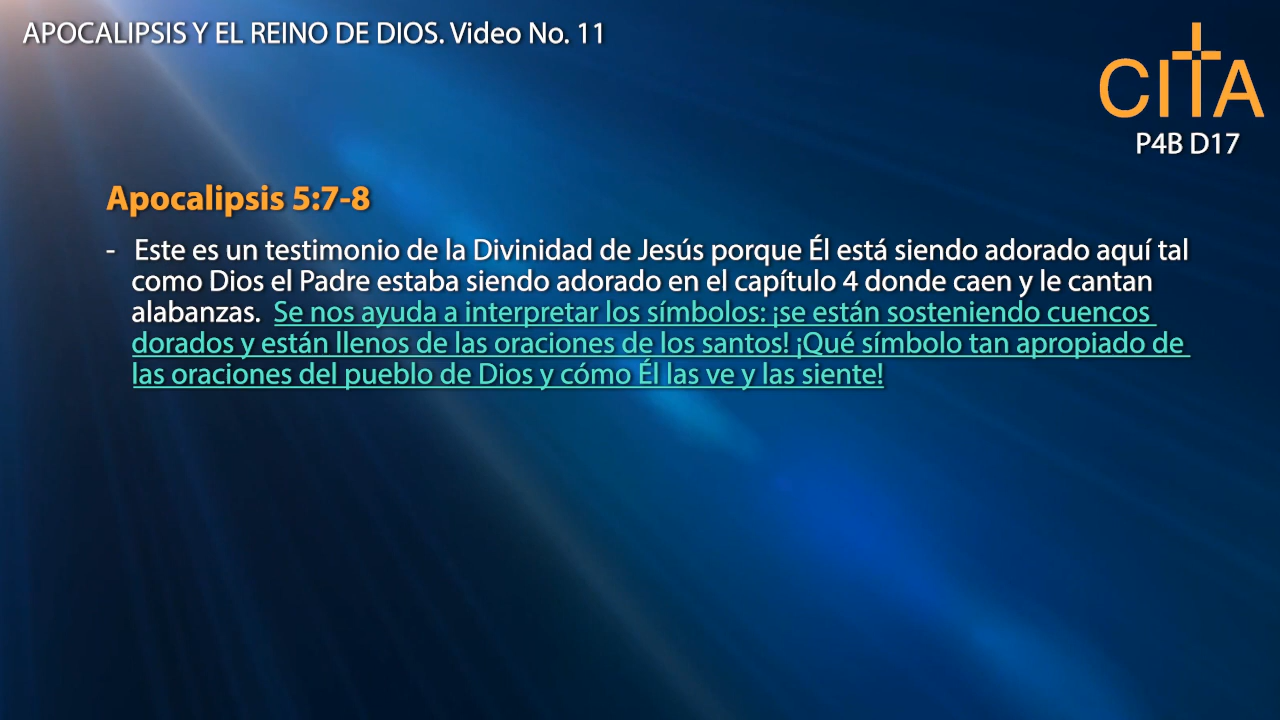 APOCALIPSIS Y EL REINO DE DIOS. Video No. 11
CITA
P4B D17
Apocalipsis 5:7-8
- Este es un testimonio de la Divinidad de Jesús porque Él está siendo adorado aquí tal
como Dios el Padre estaba siendo adorado en el capítulo 4 donde caen y le cantan
alabanzas. Se nos ayuda a interpretar los símbolos: ¡se están sosteniendo cuencos
dorados y están llenos de las oraciones de los santos! ¡Qué símbolo tan apropiado de
las oraciones del pueblo de Dios y cómo Él las ve y las siente!